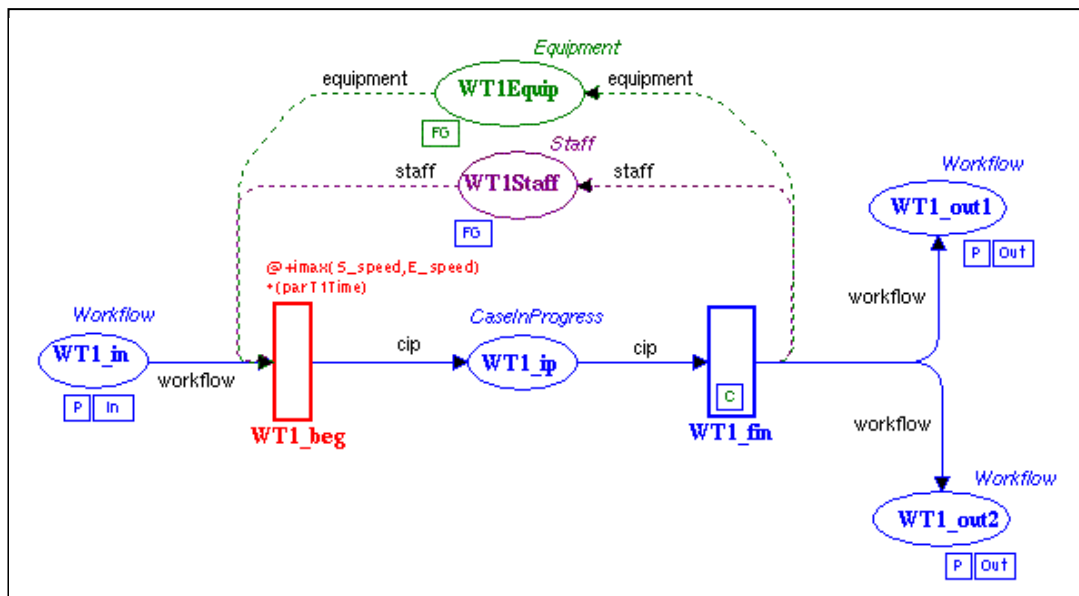 Equipment
equipment
WT1Equip
equipment
FG
Staff
staff
WT1Staff
staff
FG
Workflow
WT1_out1
P Out
@+imax(S_speed,E_speed)
*(parT1Time)
Workflow
WT1_in
workflow
P In
WT1_beg
cip
CaseInProgress
WT1_ip
cip
C
WT1_fin
workflow
workflow
Workflow
WT1_out2
P Out